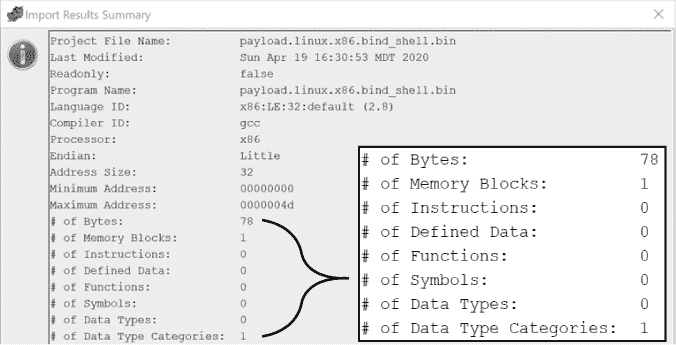 Import Results Summary
Project File Name: payload.linux.x86.bind_shell.bin
Last Modified: Sun Apr 19 16:30:53 MDT 2020
Readonly: false
Program Name: payload.linux.x86.bind_shell.bin
Language ID: x86:LE:32:default (2.8)
Compiler ID: gcc
Processor: x86
Endian: Little
Address Size: 32
Minimum Address: 00000000
Maximum Address: 0000004d
# of Bytes: 78
# of Memory Blocks: 1
# of Instructions: 0
# of Defined Data: 0
# of Functions: 0
# of Symbols: 0
# of Data Types: 0
# of Data Type Categories: 1
# of Bytes: 78
# of Memory Blocks: 1
# of Instructions: 0
# of Defined Data: 0
# of Functions: 0
# of Symbols: 0
# of Data Types: 0
# of Data Type Categories: 1